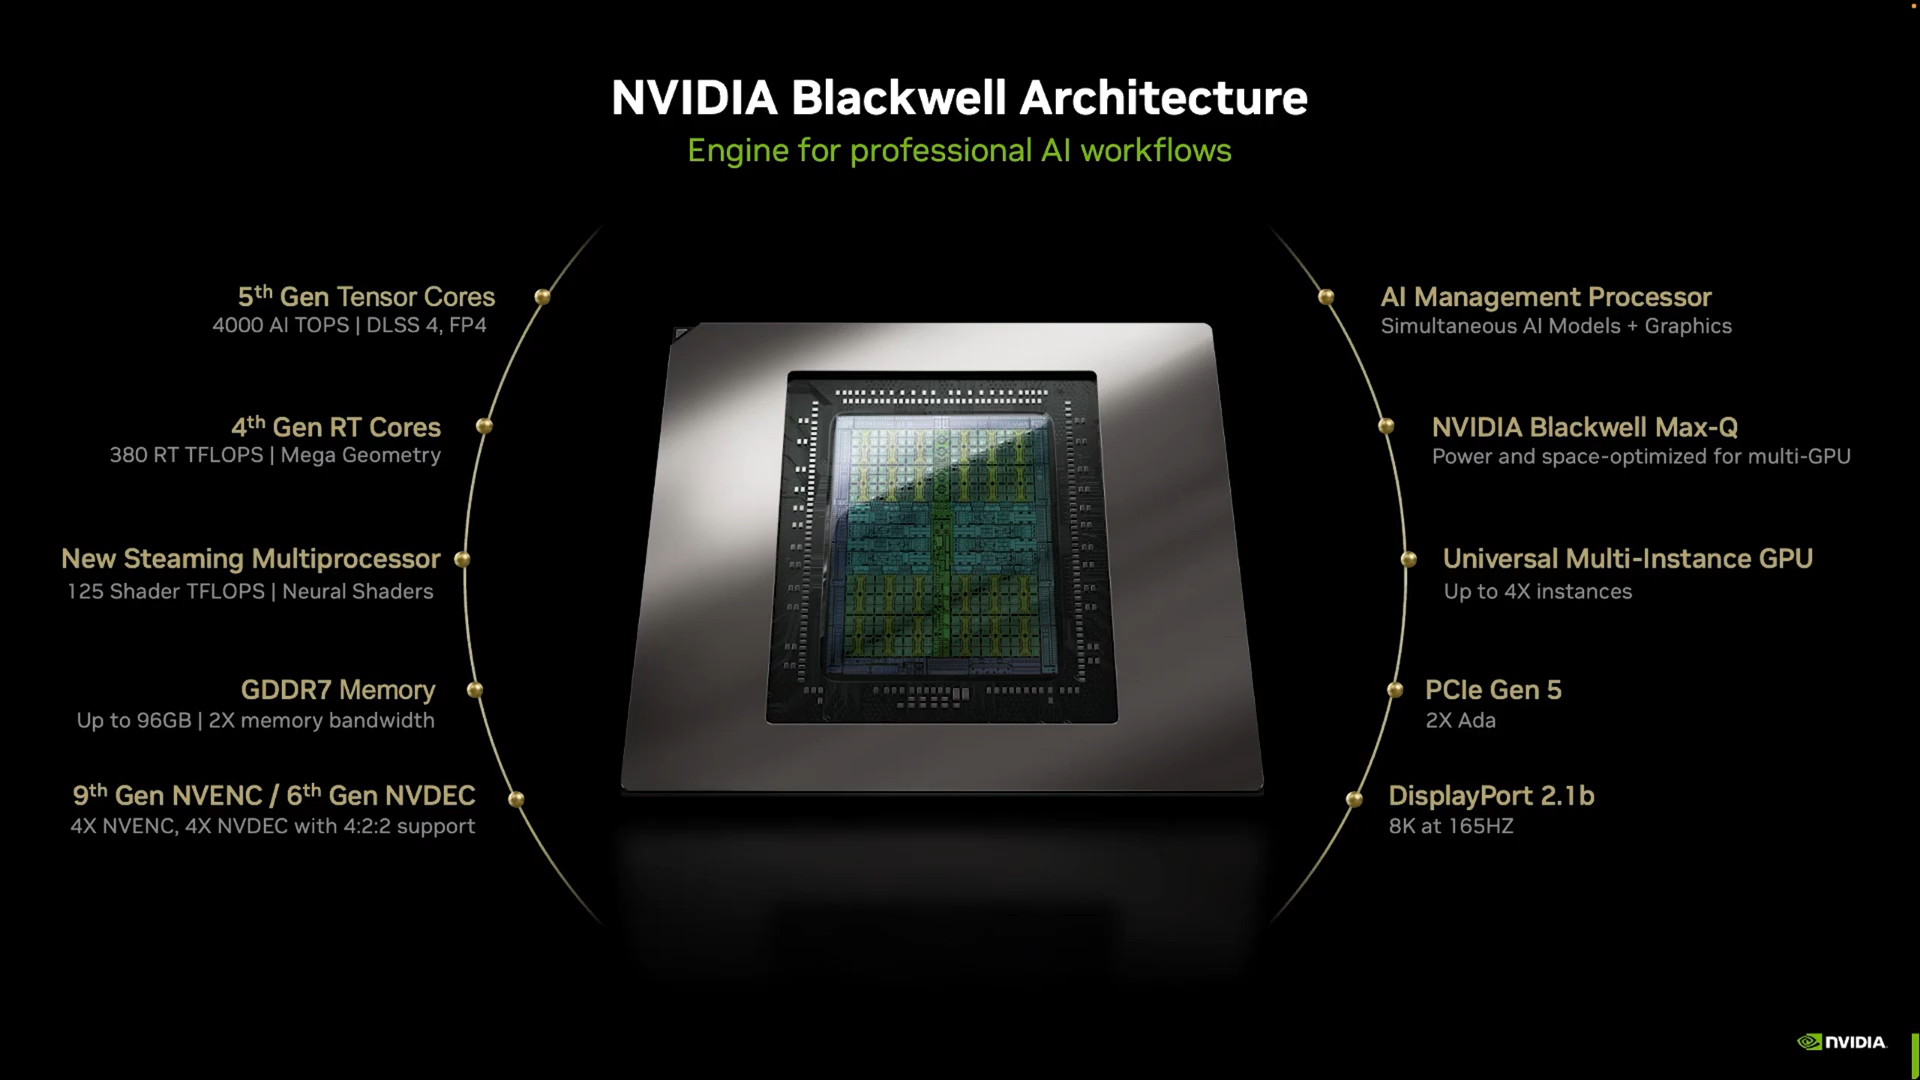 NVIDIA Blackwell Architecture
Engine for professional AI workflows
5th Gen Tensor Cores
4000 AI TOPS | DLSS 4, FP4
4th Gen RT Cores
380 RT TFLOPS | Mega Geometry
New Steaming Multiprocessor
125 Shader TFLOPS | Neural Shaders
GDDR7 Memory
Up to 96GB | 2X memory bandwidth
9th Gen NVENC / 6th Gen NVDEC
4X NVENC, 4X NVDEC with 4:2:2 support
AI Management Processor
Simultaneous AI Models + Graphics
NVIDIA Blackwell Max-Q
Power and space-optimized for multi-GPU
Universal Multi-Instance GPU
Up to 4X instances
PCIe Gen 5
2X Ada
DisplayPort 2.1b
8K at 165HZ
NVIDIA